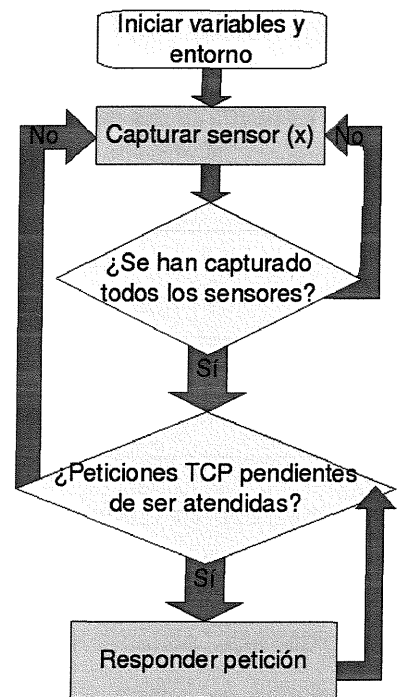 Iniciar variables y
entorno
No
Capturar sensor (x)
No
¿Se han capturado
todos los sensores?
Sí
¿Peticiones TCP pendientes
de ser atendidas?
Sí
Responder petición